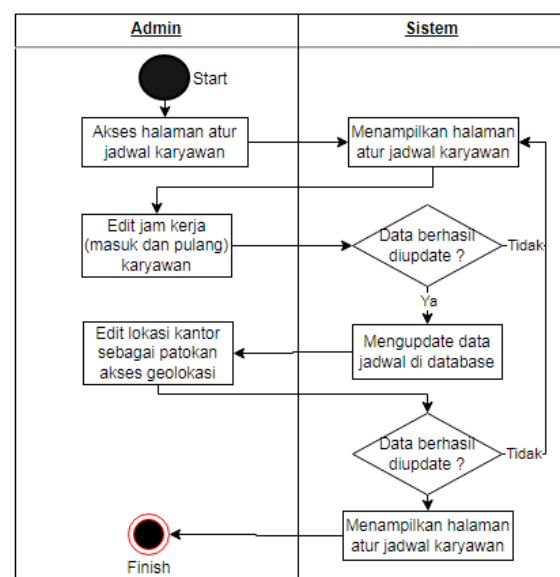 Admin
Sistem
Start
Akses halaman atur
jadwal karyawan
Menampilkan halaman
atur jadwal karyawan
Edit jam kerja
(masuk dan pulang)
karyawan
Data berhasil
diupdate ?
Tidak
Ya
Edit lokasi kantor
sebagai patokan
akses geolokasi
Mengupdate data
jadwal di database
Data berhasil
diupdate ?
Tidak
Menampilkan halaman
atur jadwal karyawan
Finish